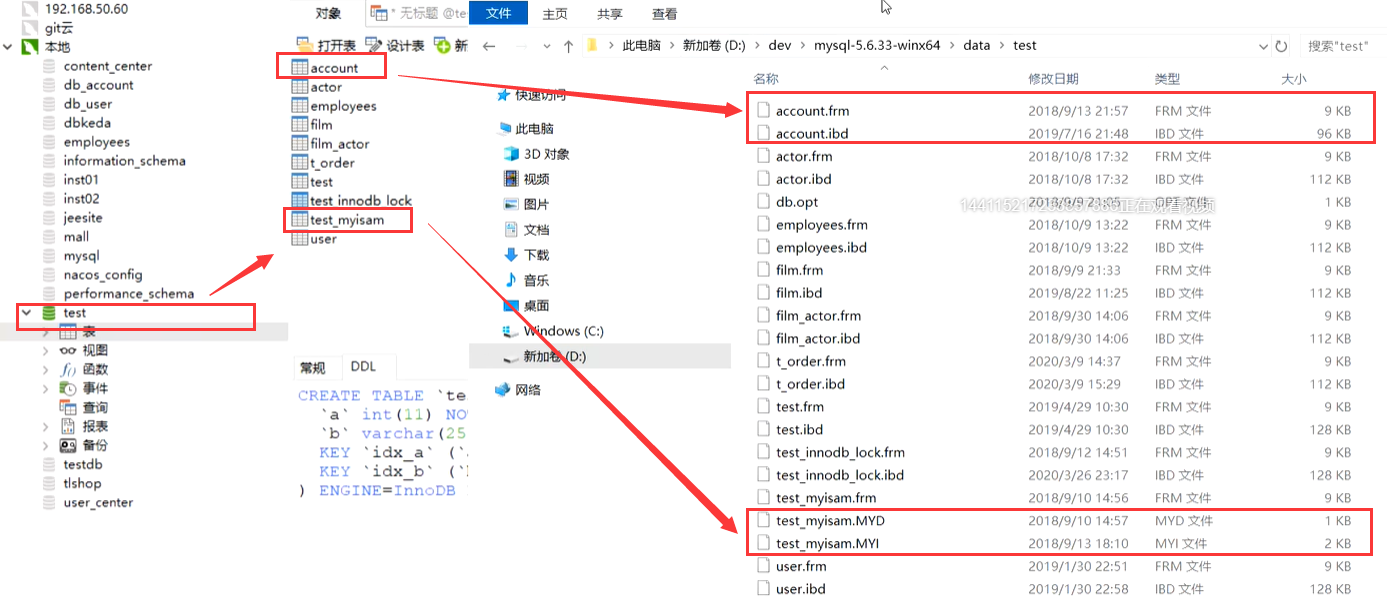 192.168.50.60
git云
本地
content_center
db_account
db_user
dbkeda
employees
information_schema
inst01
inst02
jeesite
mall
mysql
nacos_config
performance_schema
test
表
视图
函数
事件
查询
报表
备份
testdb
tlshop
user_center
对象
* 无标题 @te
打开表 设计表 新
account
actor
employees
film
film_actor
t_order
test
test_innodb_lock
test_myisam
user
常规 DDL
CREATE TABLE `te
`a` int(11) NO
`b` varchar(25
KEY `idx_a` (`
KEY `idx_b` (`
) ENGINE=InnoDB
文件 主页 共享 查看
此电脑 > 新加卷 (D:) > dev > mysql-5.6.33-winx64 > data > test
搜索"test"
快速访问
此电脑
3D 对象
视频
图片
文档
下载
音乐
桌面
Windows (C:)
新加卷 (D:)
网络
名称 修改日期 类型 大小
account.frm 2018/9/13 21:57 FRM 文件 9 KB
account.ibd 2019/7/16 21:48 IBD 文件 96 KB
actor.frm 2018/10/8 17:32 FRM 文件 9 KB
actor.ibd 2018/10/8 17:32 IBD 文件 112 KB
db.opt 1 KB
正在观看视频
employees.frm 2018/10/9 13:22 FRM 文件 9 KB
employees.ibd 2018/10/9 13:22 IBD 文件 112 KB
film.frm 2018/9/9 21:33 FRM 文件 9 KB
film.ibd 2019/8/22 11:25 IBD 文件 112 KB
film_actor.frm 2018/9/30 14:06 FRM 文件 9 KB
film_actor.ibd 2018/9/30 14:06 IBD 文件 112 KB
t_order.frm 2020/3/9 14:37 FRM 文件 9 KB
t_order.ibd 2020/3/9 15:29 IBD 文件 112 KB
test.frm 2019/4/29 10:30 FRM 文件 9 KB
test.ibd 2019/4/29 10:30 IBD 文件 128 KB
test_innodb_lock.frm 2018/9/12 14:51 FRM 文件 9 KB
test_innodb_lock.ibd 2020/3/26 23:17 IBD 文件 128 KB
test_myisam.frm 2018/9/10 14:56 FRM 文件 9 KB
test_myisam.MYD 2018/9/10 14:57 MYD 文件 1 KB
test_myisam.MYI 2018/9/13 18:10 MYI 文件 2 KB
user.frm 2019/1/30 22:51 FRM 文件 9 KB
user.ibd 2019/1/30 22:58 IBD 文件 128 KB